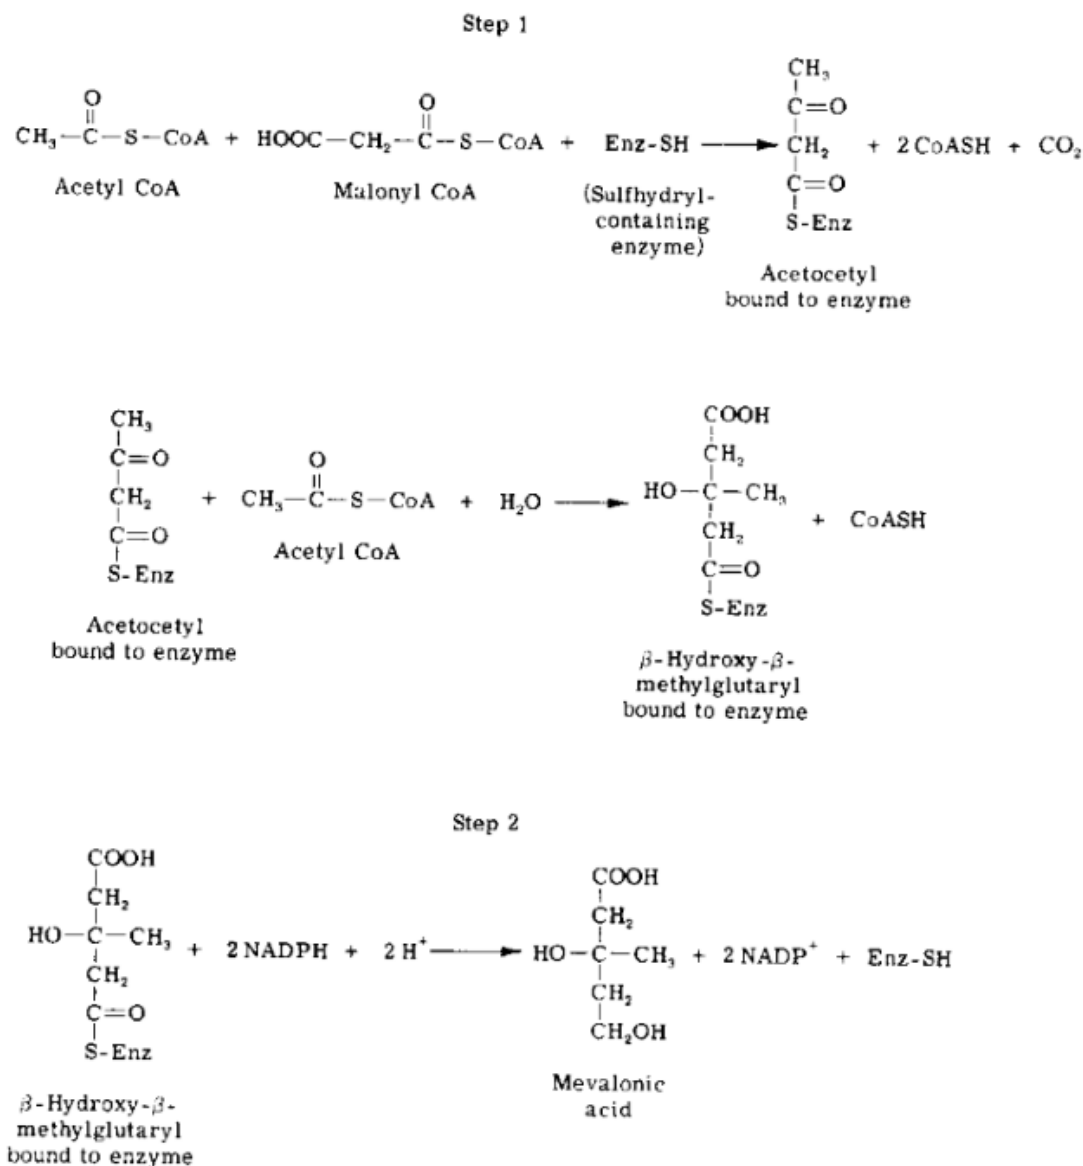 Step 1
O
||
CH₃—C—S—CoA + HOOC—CH₂—C—S—CoA + Enz-SH ⟶ + 2 CoASH + CO₂
O
||
CH₃
C=O
CH₂
C=O
S-Enz
Acetyl CoA
Malonyl CoA
(Sulfhydryl-
containing
enzyme)
Acetocetyl
bound to enzyme
CH₃
C=O
CH₂
C=O
S-Enz
+
O
||
CH₃—C—S—CoA + H₂O ⟶
Acetyl CoA
COOH
CH₂
HO—C—CH₃
CH₂
C=O
S-Enz
+ CoASH
Acetocetyl
bound to enzyme
β-Hydroxy-β-
methylglutaryl
bound to enzyme
Step 2
COOH
CH₂
HO—C—CH₃ + 2 NADPH + 2 H⁺ ⟶
CH₂
C=O
S-Enz
COOH
CH₂
HO—C—CH₃ + 2 NADP⁺ + Enz-SH
CH₂
CH₂OH
β-Hydroxy-β-
methylglutaryl
bound to enzyme
Mevalonic
acid